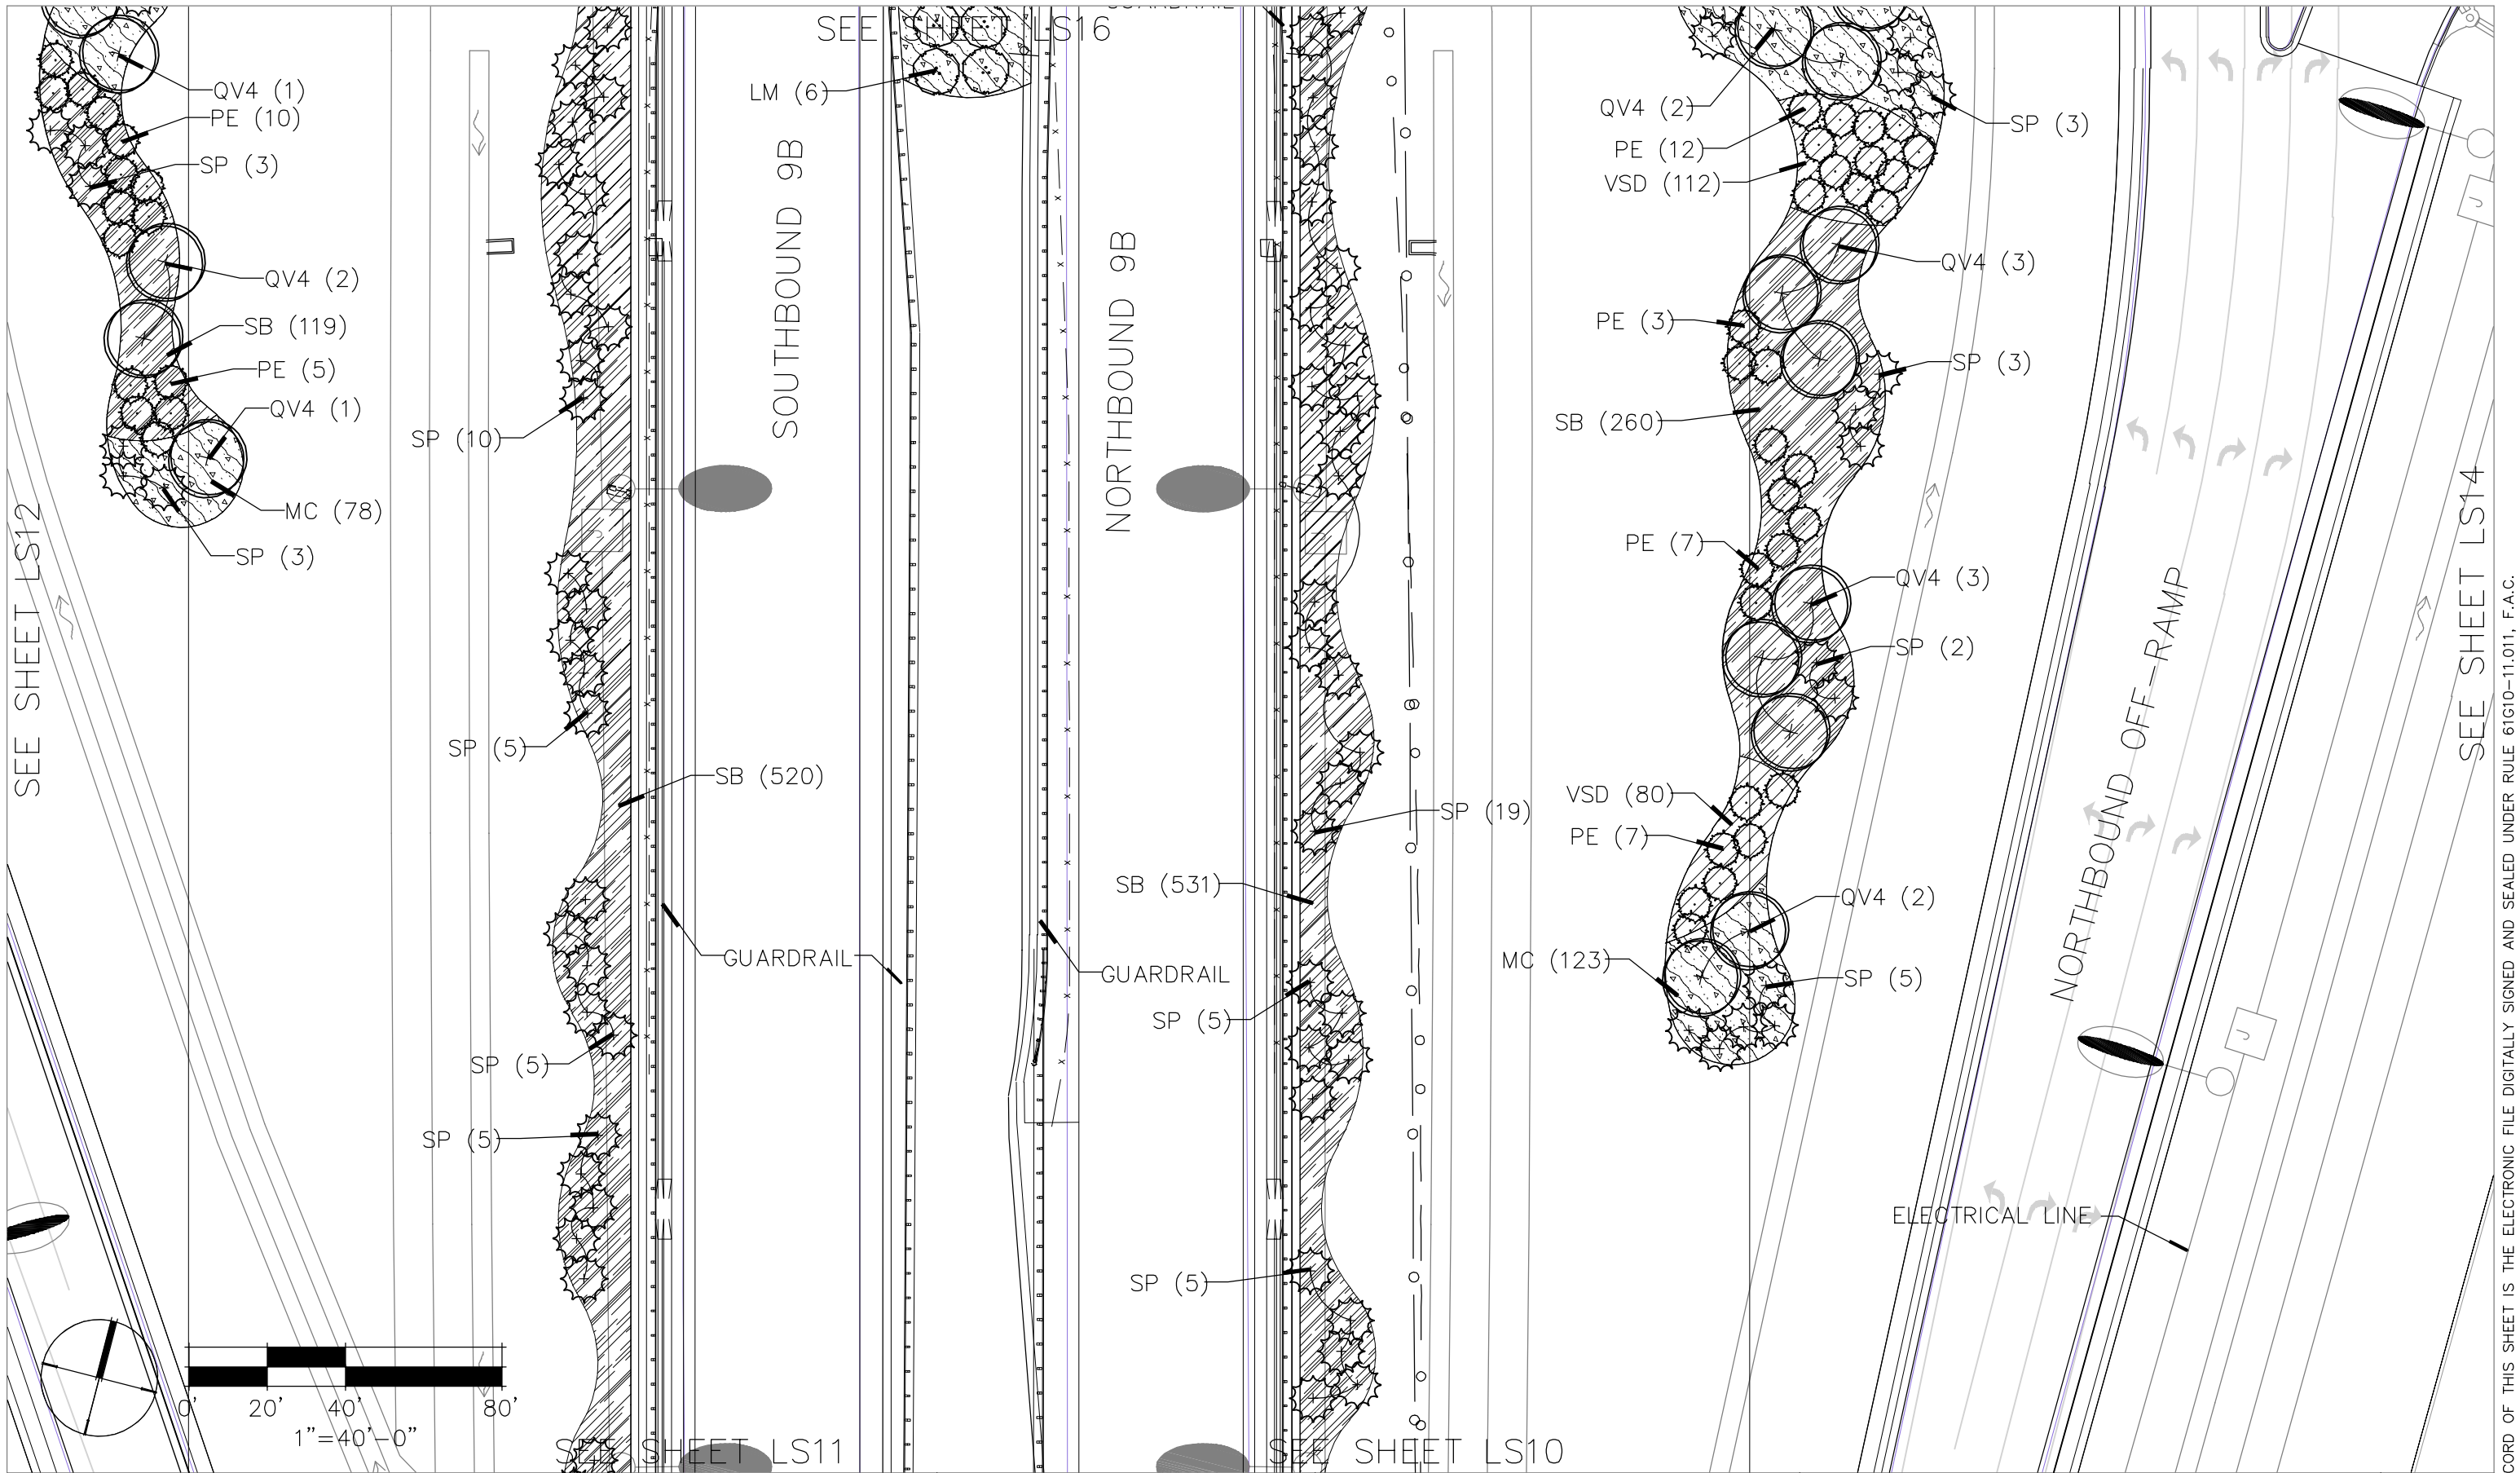 GUARDRAIL
SEE SHEET LS16
QV4 (1)
PE (10)
SP (3)
QV4 (2)
SB (119)
PE (5)
QV4 (1)
MC (78)
SP (3)
SEE SHEET LS12
LM (6)
SOUTHBOUND 9B
NORTHBOUND 9B
SP (10)
SP (5)
SB (520)
GUARDRAIL
GUARDRAIL
SP (5)
SP (5)
SP (19)
SB (531)
SP (5)
SP (5)
QV4 (2)
SP (3)
PE (12)
VSD (112)
QV4 (3)
PE (3)
SP (3)
SB (260)
PE (7)
QV4 (3)
SP (2)
VSD (80)
PE (7)
QV4 (2)
MC (123)
SP (5)
J
J
J
J
NORTHBOUND OFF-RAMP
ELECTRICAL LINE
SEE SHEET LS14
0' 20' 40' 80'
1"=40'-0"
SEE SHEET LS11
SEE SHEET LS10
CORD OF THIS SHEET IS THE ELECTRONIC FILE DIGITALLY SIGNED AND SEALED UNDER RULE 61G10-11.011, F.A.C.